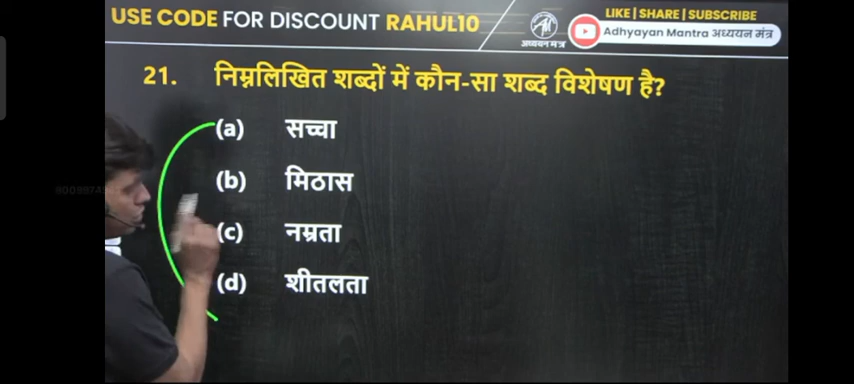 USE CODE FOR DISCOUNT RAHUL10
LIKE | SHARE | SUBSCRIBE
Adhyayan Mantra अध्ययन मंत्र
अध्ययन मंत्र
21. निम्नलिखित शब्दों में कौन-सा शब्द विशेषण है?
(a) सच्चा
(b) मिठास
(c) नम्रता
(d) शीतलता